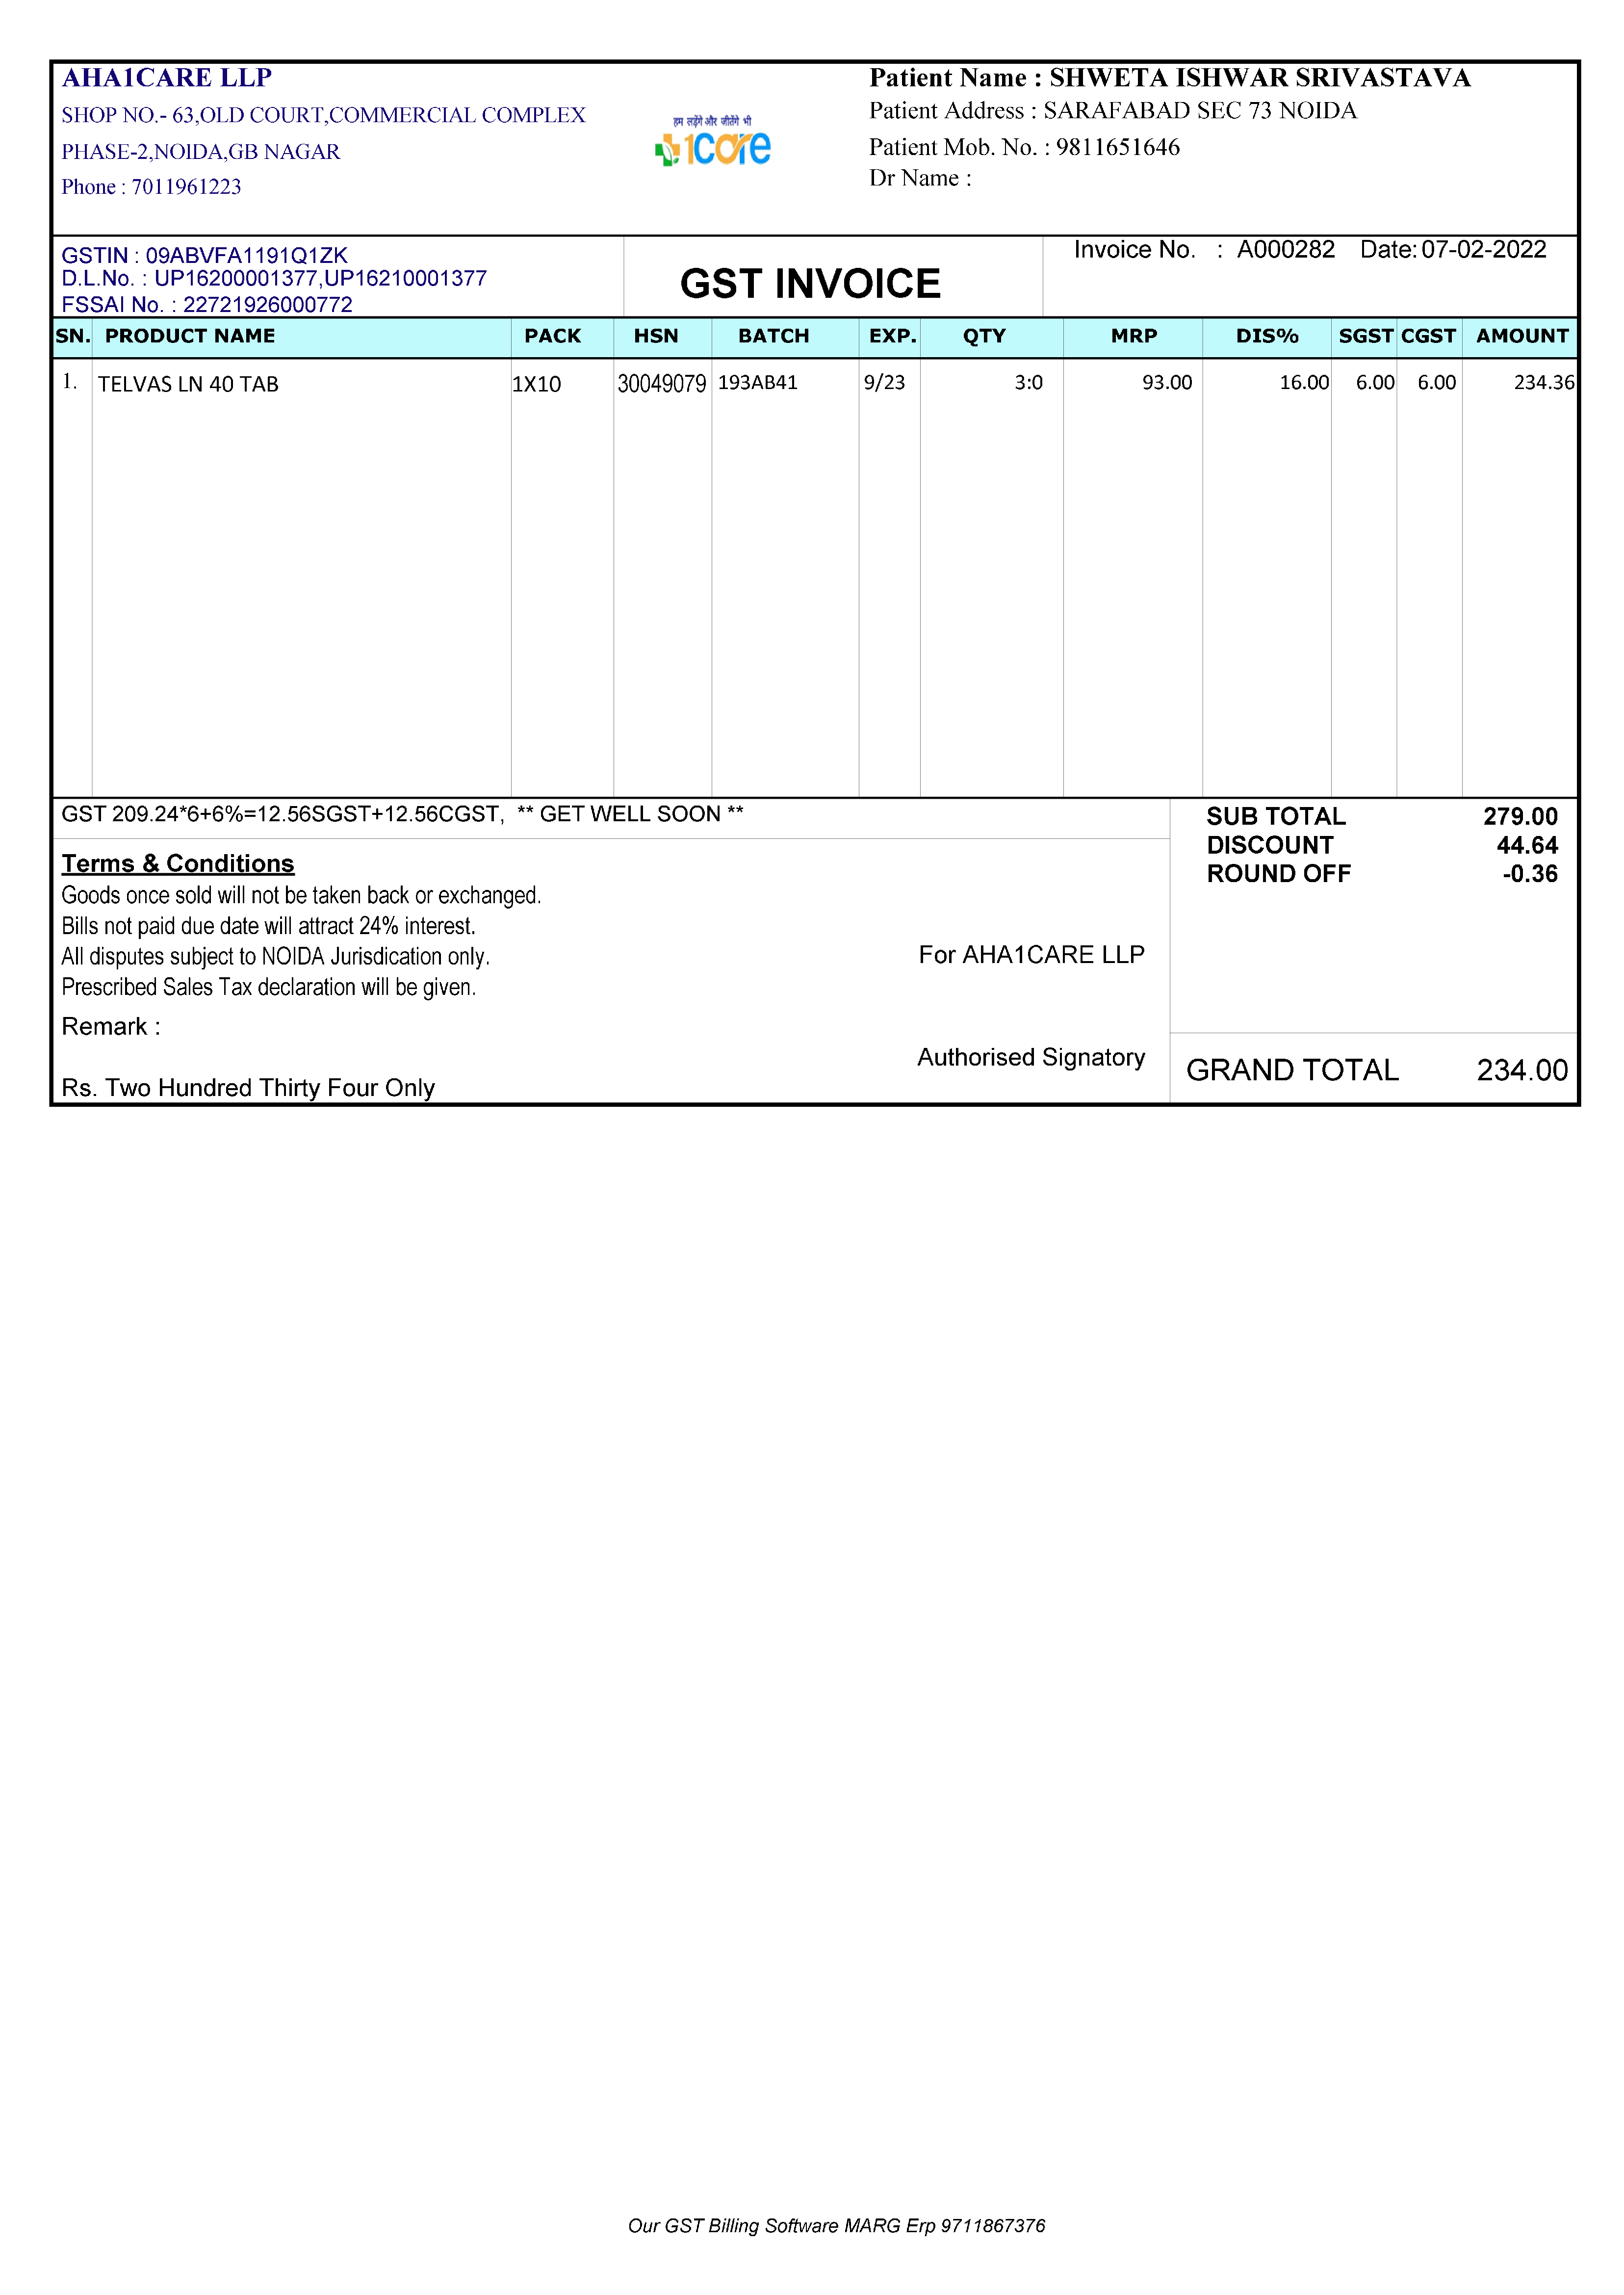 AHA1CARE LLP
SHOP NO.- 63,OLD COURT,COMMERCIAL COMPLEX
PHASE-2,NOIDA,GB NAGAR
Phone : 7011961223
हम लड़ेंगे और जीतेंगे भी
1care
Patient Name : SHWETA ISHWAR SRIVASTAVA
Patient Address : SARAFABAD SEC 73 NOIDA
Patient Mob. No. : 9811651646
Dr Name :
GSTIN : 09ABVFA1191Q1ZK
D.L.No. : UP16200001377,UP16210001377
FSSAI No. : 22721926000772
GST INVOICE
Invoice No. : A000282 Date: 07-02-2022
SN. PRODUCT NAME PACK HSN BATCH EXP. QTY MRP DIS% SGST CGST AMOUNT
1. TELVAS LN 40 TAB 1X10 30049079 193AB41 9/23 3:0 93.00 16.00 6.00 6.00 234.36
GST 209.24*6+6%=12.56SGST+12.56CGST, ** GET WELL SOON **
Terms & Conditions
Goods once sold will not be taken back or exchanged.
Bills not paid due date will attract 24% interest.
All disputes subject to NOIDA Jurisdication only.
Prescribed Sales Tax declaration will be given.
Remark :
Rs. Two Hundred Thirty Four Only
For AHA1CARE LLP
Authorised Signatory
SUB TOTAL 279.00
DISCOUNT 44.64
ROUND OFF -0.36
GRAND TOTAL 234.00
Our GST Billing Software MARG Erp 9711867376